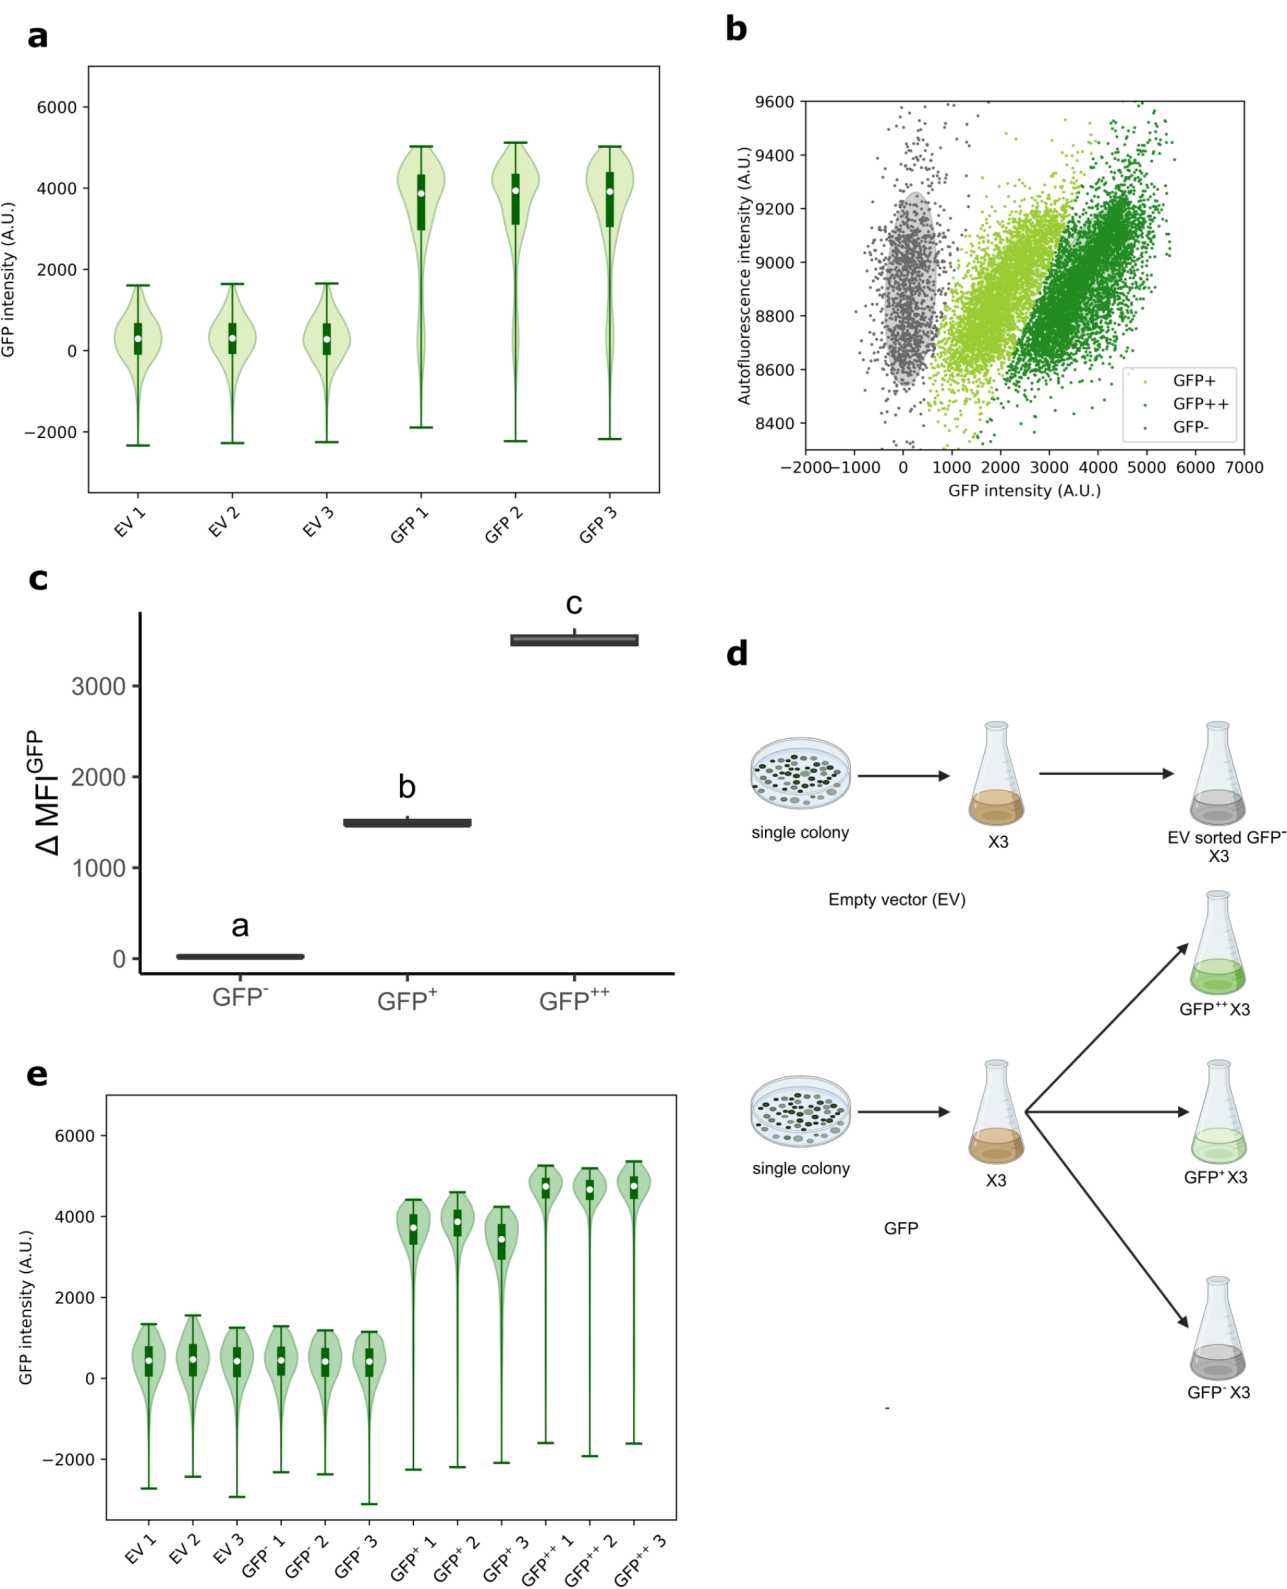 a
6000
4000
2000
0
−2000
GFP intensity (A.U.)
EV 1
EV 2
EV 3
GFP 1
GFP 2
GFP 3
b
9600
9400
9200
9000
8800
8600
8400
Autofluorescence intensity (A.U.)
GFP+
GFP++
GFP-
−2000
−1000
0
1000
2000
3000
4000
5000
6000
7000
GFP intensity (A.U.)
c
3000
2000
1000
0
Δ MFI^GFP
a
b
c
GFP⁻
GFP⁺
GFP⁺⁺
d
single colony
X3
EV sorted GFP⁻
X3
Empty vector (EV)
GFP⁺⁺ X3
single colony
X3
GFP⁺ X3
GFP
GFP⁻ X3
-
e
6000
4000
2000
0
−2000
GFP intensity (A.U.)
EV 1
EV 2
EV 3
GFP⁻ 1
GFP⁻ 2
GFP⁻ 3
GFP⁺ 1
GFP⁺ 2
GFP⁺ 3
GFP⁺⁺ 1
GFP⁺⁺ 2
GFP⁺⁺ 3